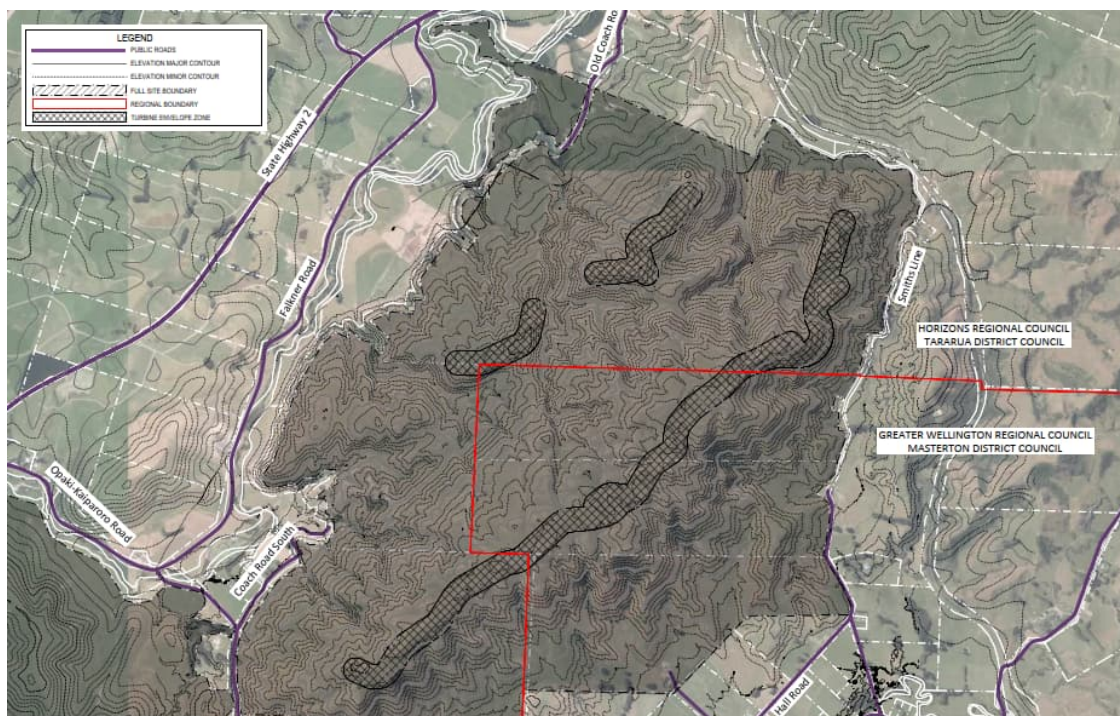 LEGEND
PUBLIC ROADS
ELEVATION MAJOR CONTOUR
ELEVATION MINOR CONTOUR
FULL SITE BOUNDARY
REGIONAL BOUNDARY
TURBINE ENVELOPE ZONE
State Highway 2
Old Coach Ro
Falkner Road
Smiths Line
HORIZONS REGIONAL COUNCIL
TARARUA DISTRICT COUNCIL
GREATER WELLINGTON REGIONAL COUNCIL
MASTERTON DISTRICT COUNCIL
Opaki-Kaiparoro Road
Coach Road South
Hall Road